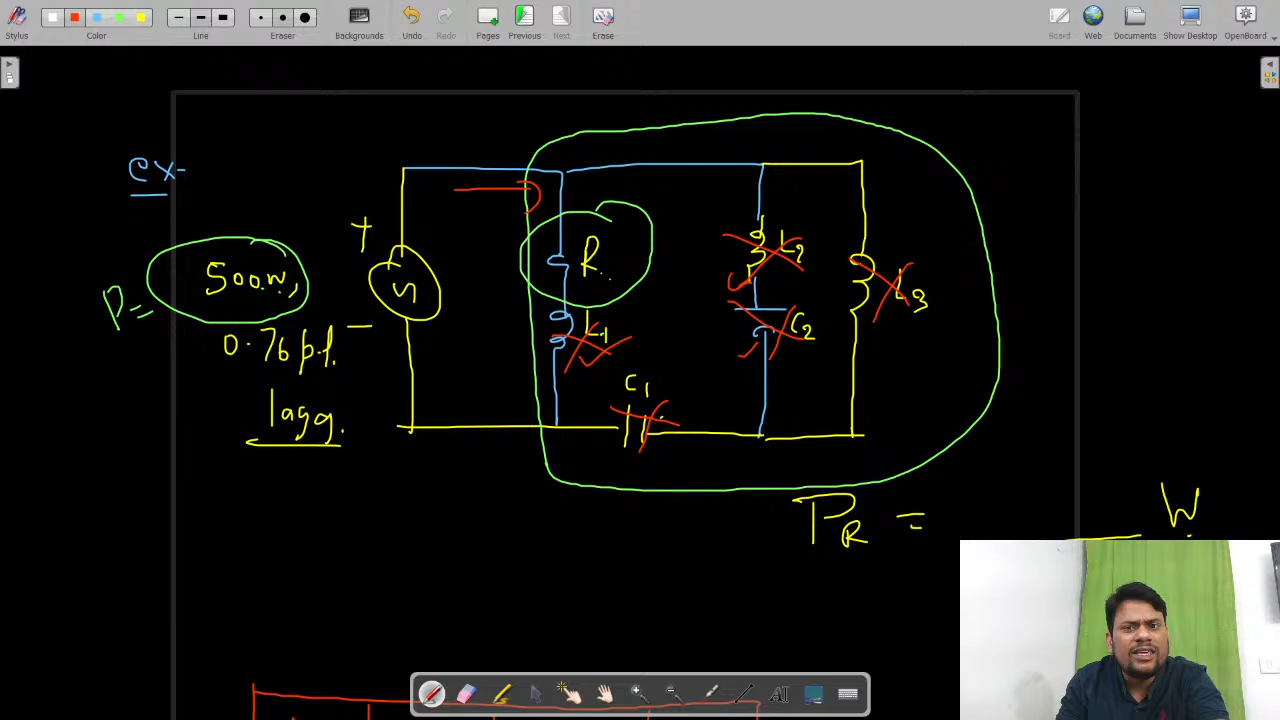 Stylus
Color
Line
Eraser
Backgrounds
Undo
Redo
Pages
Previous
Next
Erase
Board
Web
Documents
Show Desktop
OpenBoard
ex-
+
P = 500W,
0.76 p.f.
lagg.
−
R
L1
C1
L2
C2
L3
PR = W